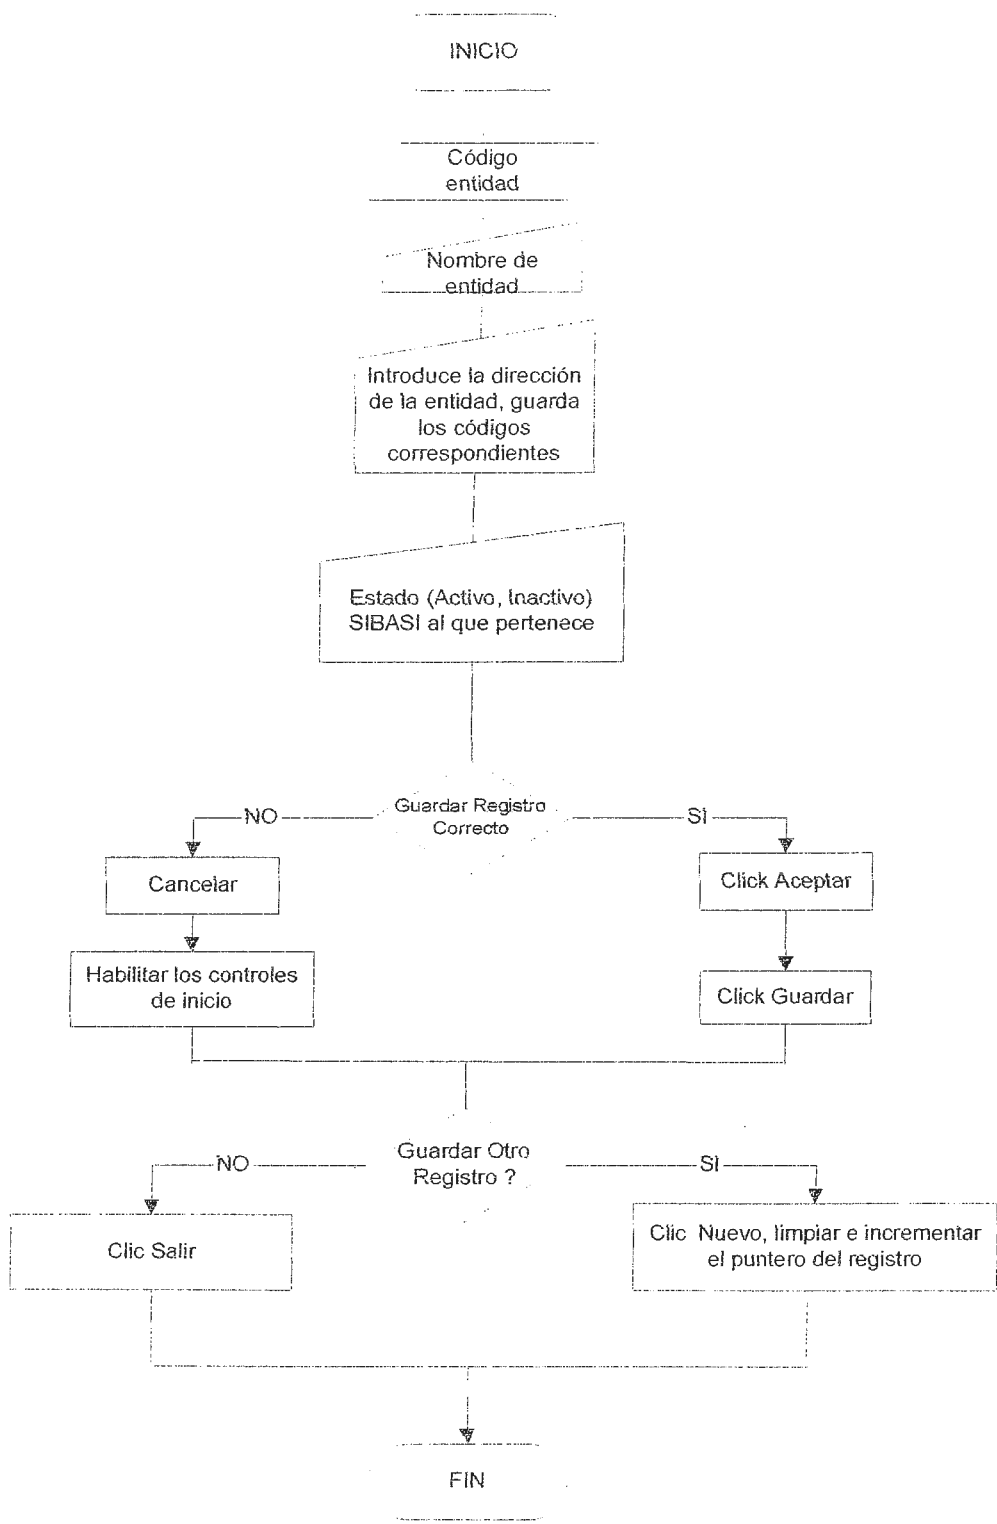 INICIO
Código
entidad
Nombre de
entidad
Introduce la dirección
de la entidad, guarda
los códigos
correspondientes
Estado (Activo, Inactivo)
SIBASI al que pertenece
Guardar Registro
Correcto
NO
SI
Cancelar
Click Aceptar
Habilitar los controles
de inicio
Click Guardar
Guardar Otro
Registro ?
NO
SI
Clic Salir
Clic Nuevo, limpiar e incrementar
el puntero del registro
FIN